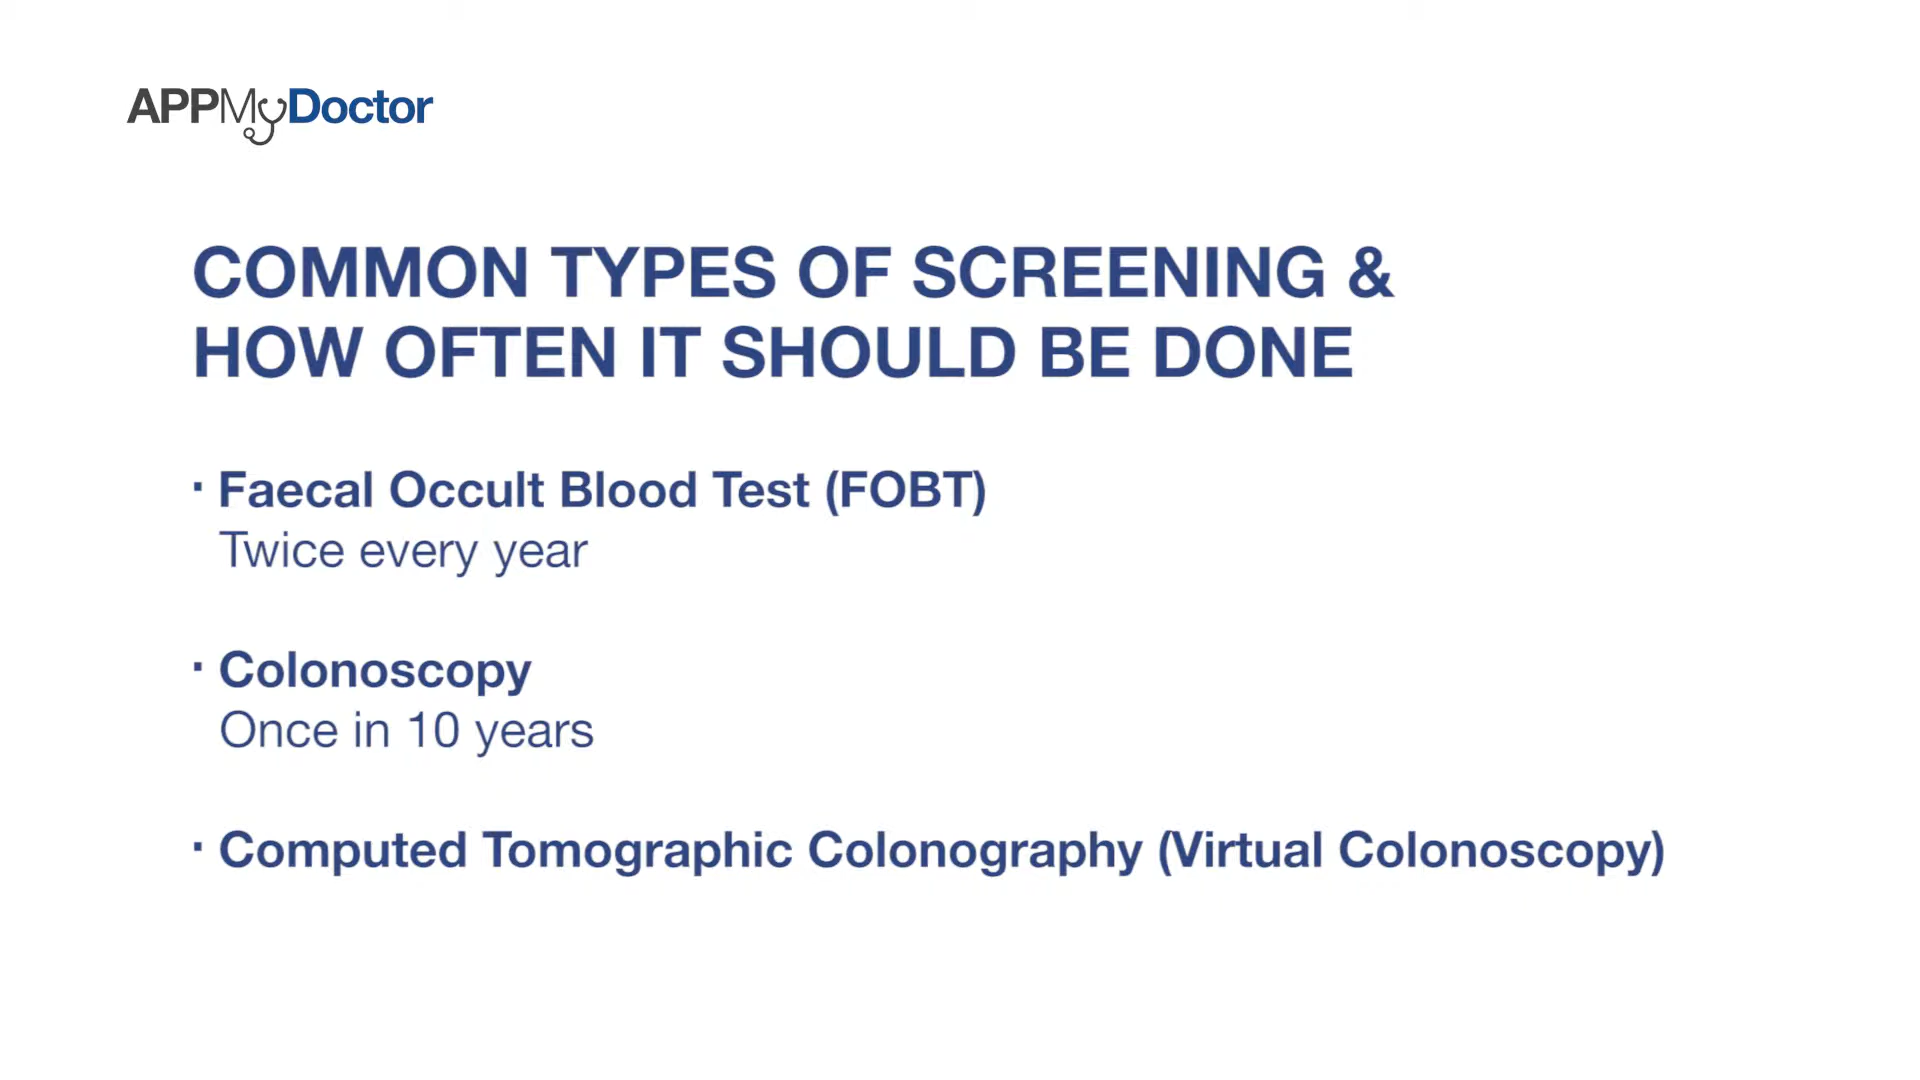 APPMyDoctor
COMMON TYPES OF SCREENING &
HOW OFTEN IT SHOULD BE DONE
· Faecal Occult Blood Test (FOBT)
Twice every year
· Colonoscopy
Once in 10 years
· Computed Tomographic Colonography (Virtual Colonoscopy)